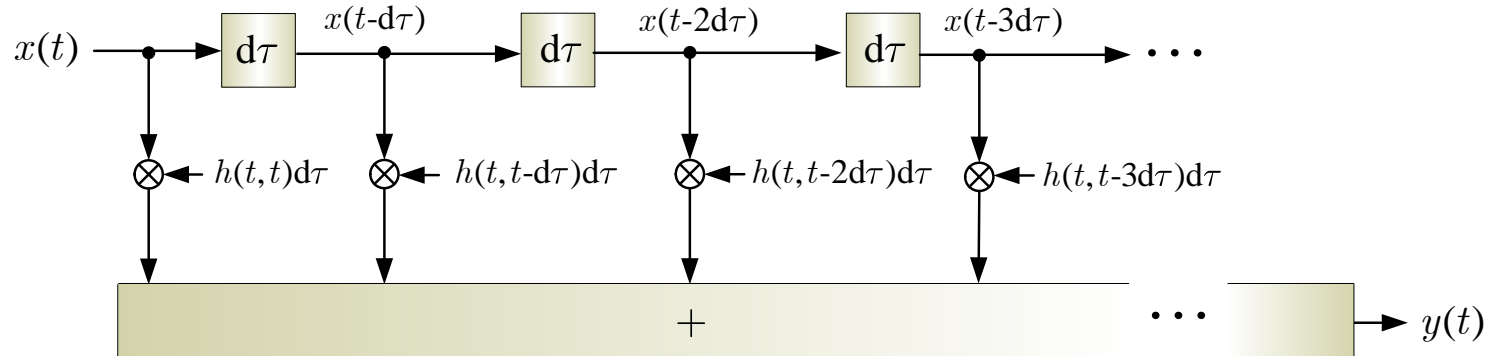 x(t-dτ) x(t-2dτ) x(t-3dτ)
x(t) dτ dτ dτ ···
h(t,t)dτ h(t,t-dτ)dτ h(t,t-2dτ)dτ h(t,t-3dτ)dτ
+ ··· y(t)